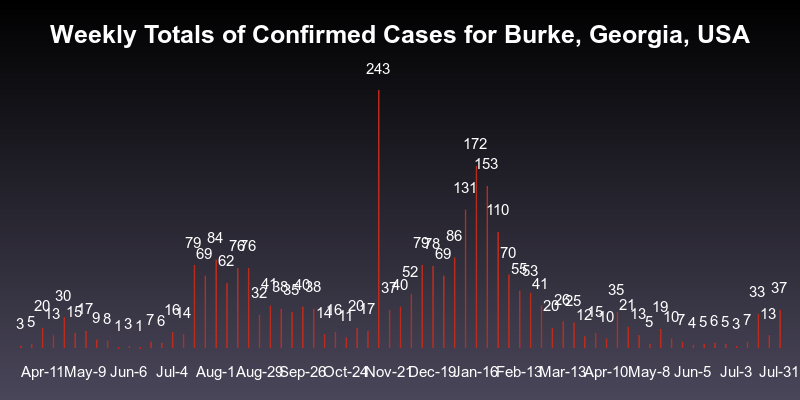 Weekly Totals of Confirmed Cases for Burke, Georgia, USA
3 5 20 13 30 15 17 9 8 1 3 1 7 6 16 14 79 69 84 62 76 76 32 41 38 35 40 38 14 16 11 20 17 243 37 40 52 79 78 69 86 131 172 153 110 70 55 53 41 20 26 25 12 15 10 35 21 13 5 19 10 7 4 5 6 5 3 7 33 13 37
Apr-11 May-9 Jun-6 Jul-4 Aug-1 Aug-29 Sep-26 Oct-24 Nov-21 Dec-19 Jan-16 Feb-13 Mar-13 Apr-10 May-8 Jun-5 Jul-3 Jul-31